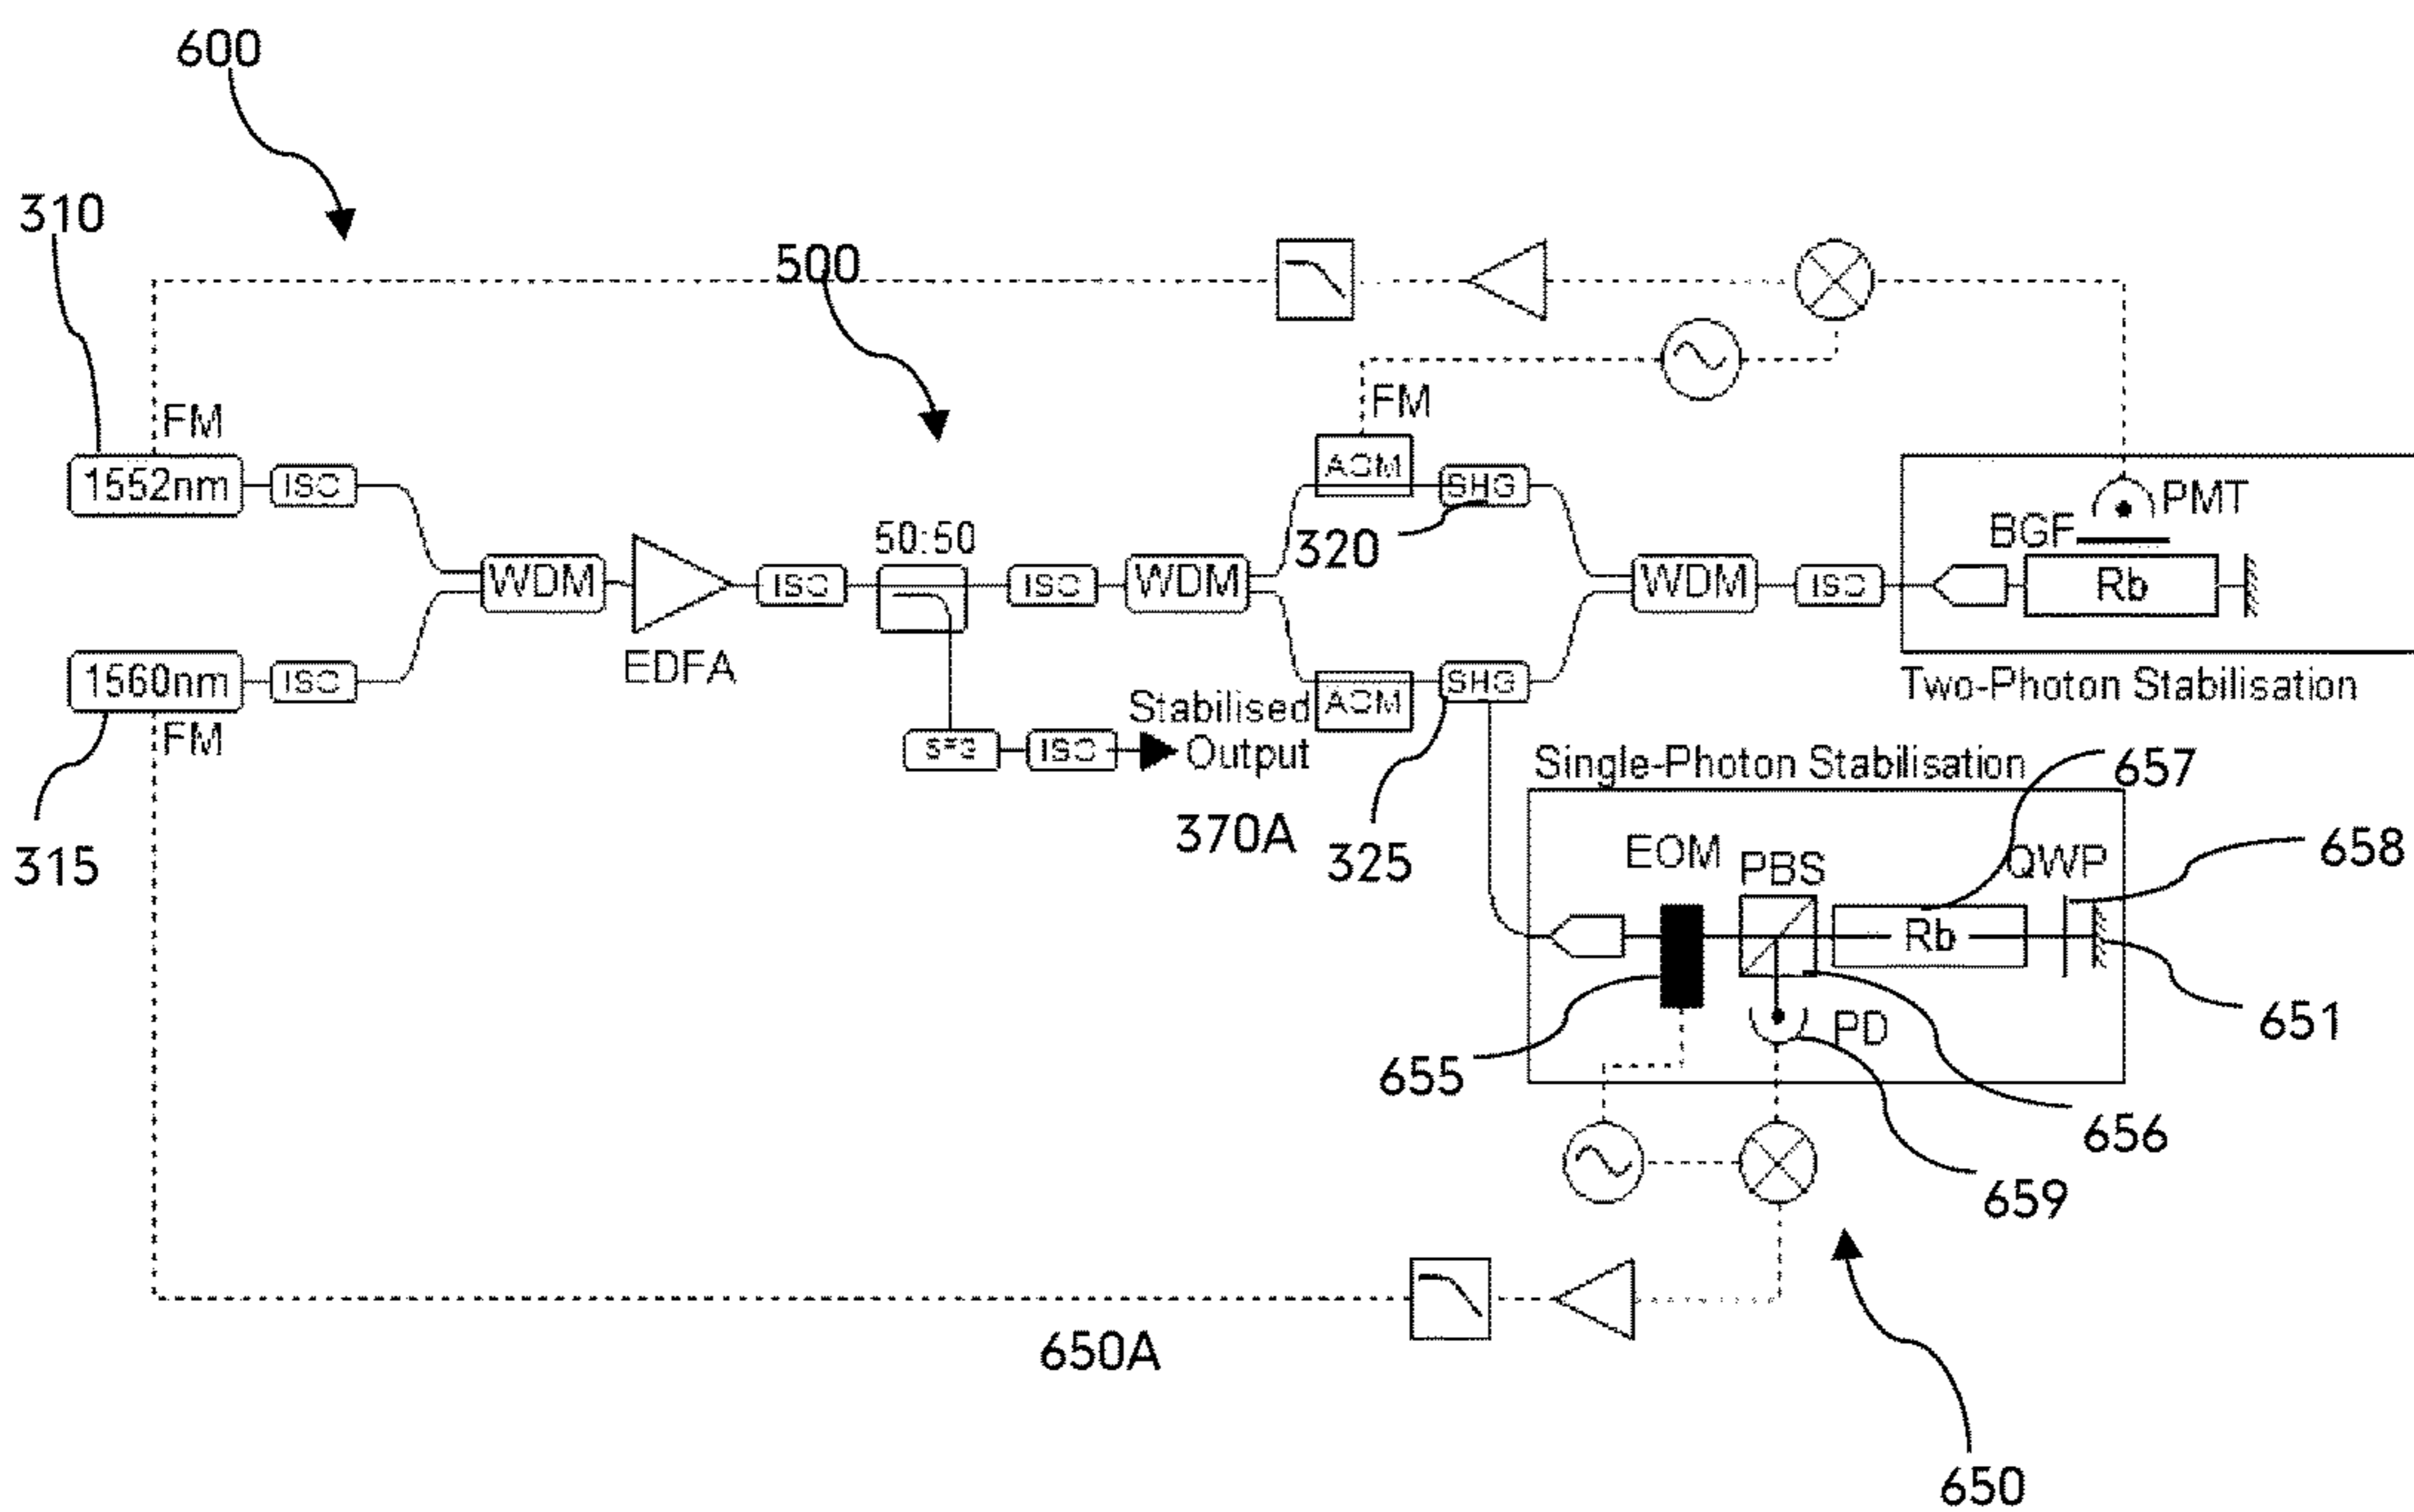 600
310
500
FM
FM
1552nm
ISO
AOM
SHG
PMT
BGF
320
50:50
WDM
ISO
ISO
WDM
WDM
ISO
Rb
EDFA
1560nm
ISO
AOM
SHG
Two-Photon Stabilisation
FM
SFG
ISO
Stabilised
Output
Single-Photon Stabilisation
657
315
370A
325
EOM
PBS
QWP
658
Rb
651
PD
655
656
659
650A
650